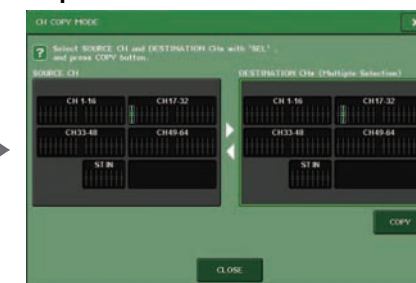 CH COPY MODE
Select SOURCE CH and DESTINATION CHs with "SEL" ,
and press COPY button.
SOURCE CH
DESTINATION CHs (Multiple Selection)
CH 1-16 CH17-32
CH33-48 CH49-64
ST IN
CH 1-16 CH17-32
CH33-48 CH49-64
ST IN
COPY
CLOSE